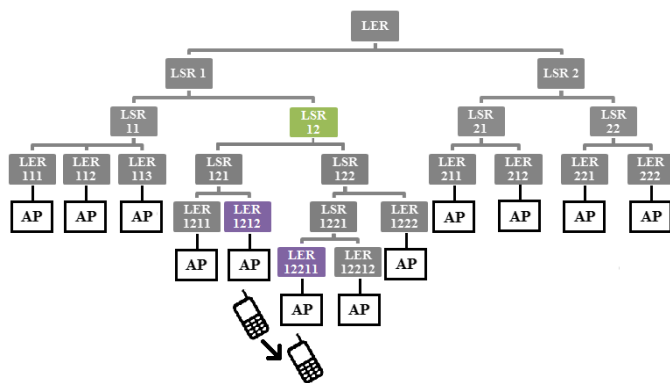 LER
LSR 1
LSR 2
LSR
11
LSR
12
LSR
21
LSR
22
LER
111
LER
112
LER
113
LSR
121
LSR
122
LER
211
LER
212
LER
221
LER
222
AP
AP
AP
LER
1211
LER
1212
LSR
1221
LER
1222
AP
AP
AP
AP
AP
AP
LER
12211
LER
12212
AP
AP
AP